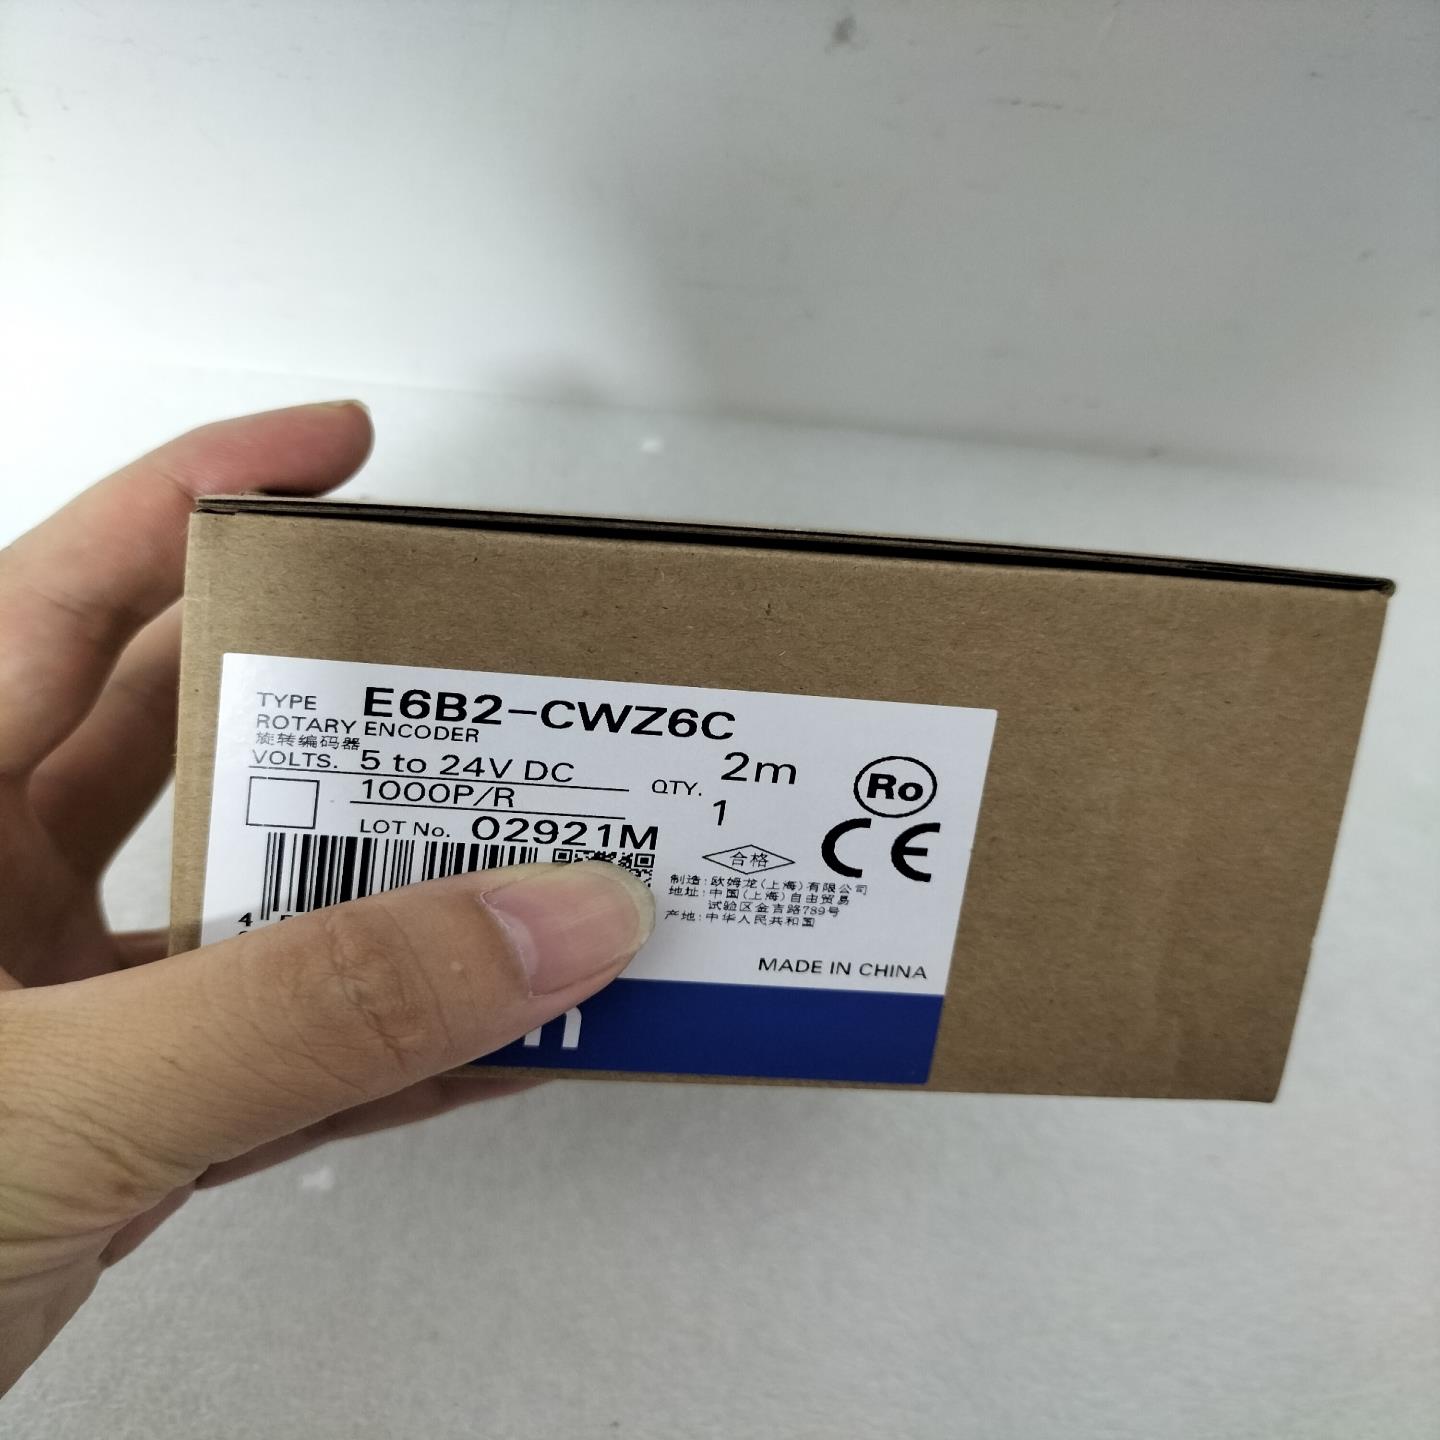 TYPE E6B2-CWZ6C
ROTARY ENCODER
旋转编码器
VOLTS. 5 to 24V DC 2m
1000P/R QTY. 1
LOT No. 02921M
Ro
CE
合格
制造:欧姆龙(上海)有限公司
地址:中国(上海)自由贸易
试验区金吉路789号
产地:中华人民共和国
4
MADE IN CHINA